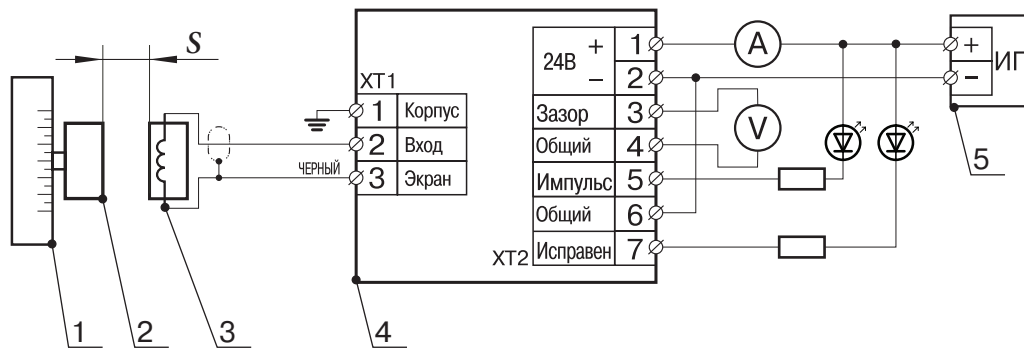 S
XT1
1 Корпус
2 Вход
3 Экран
ЧЕРНЫЙ
24В + 1
− 2
Зазор 3
Общий 4
Импульс 5
Общий 6
Исправен 7
XT2
A
V
+
−
ИП
1
2
3
4
5